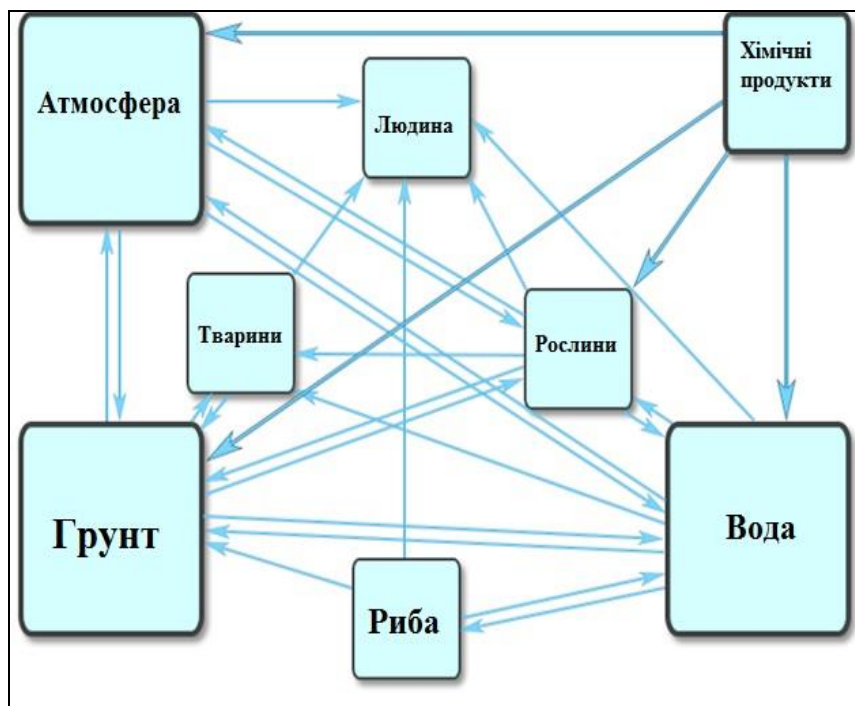 Атмосфера
Людина
Хімічні
продукти
Тварини
Рослини
Грунт
Риба
Вода